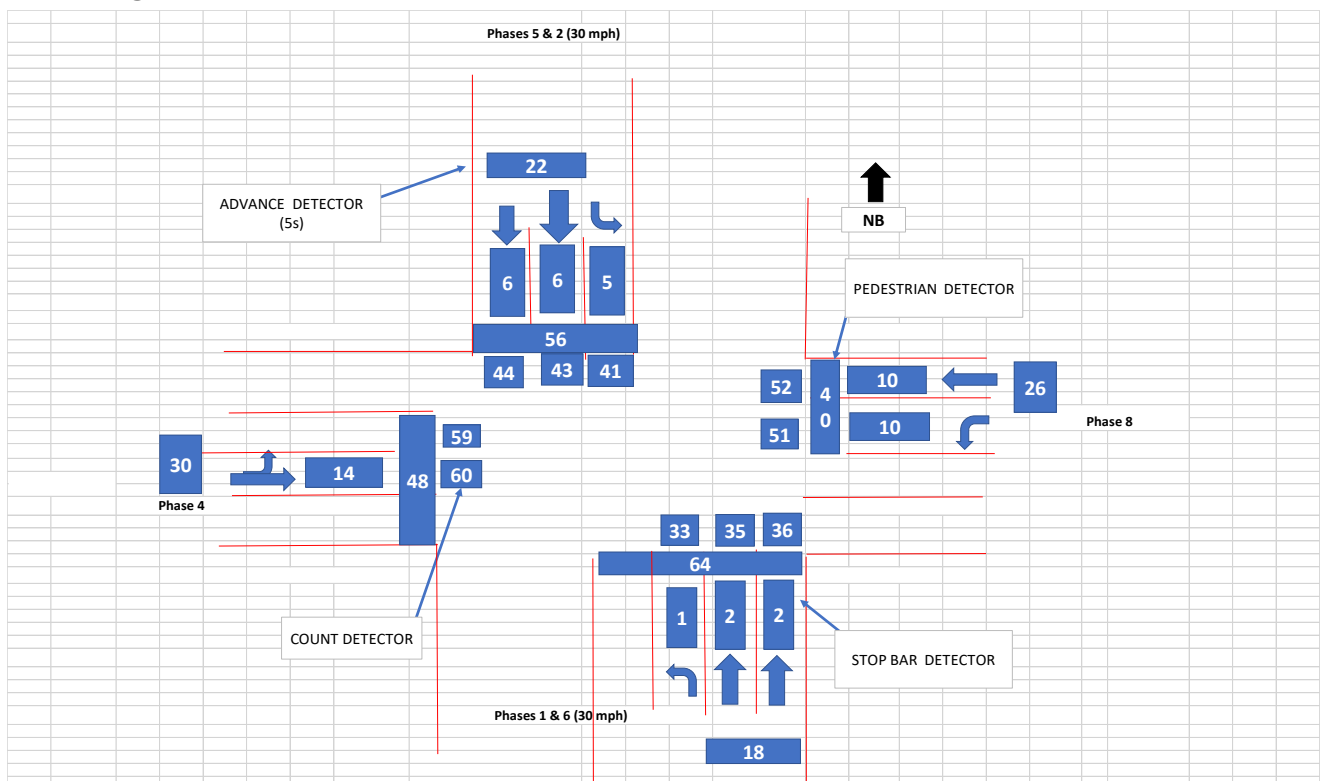 Phases 5 & 2 (30 mph)
22
ADVANCE DETECTOR
(5s)
NB
6
6
5
PEDESTRIAN DETECTOR
56
44
43
41
52
4
0
10
26
51
10
Phase 8
59
30
14
48
60
Phase 4
33
35
36
64
1
2
2
COUNT DETECTOR
STOP BAR DETECTOR
Phases 1 & 6 (30 mph)
18